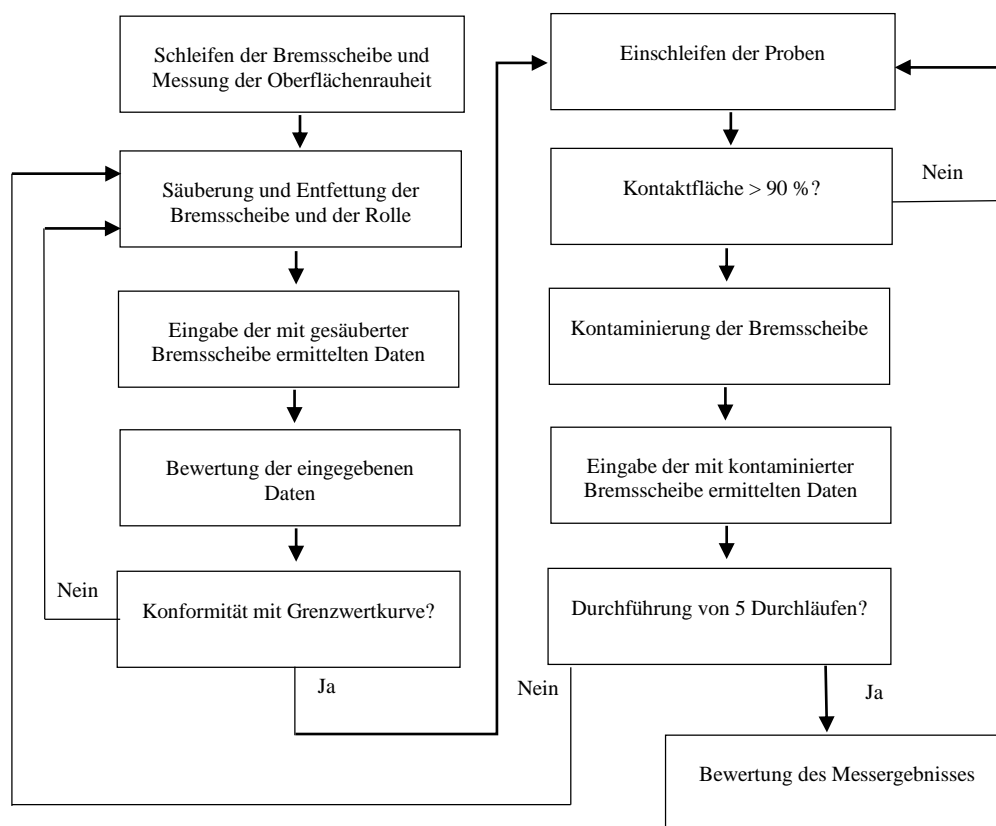 Schleifen der Bremsscheibe und
Messung der Oberflächenrauheit
Säuberung und Entfettung der
Bremsscheibe und der Rolle
Eingabe der mit gesäuberter
Bremsscheibe ermittelten Daten
Bewertung der eingegebenen
Daten
Nein
Konformität mit Grenzwertkurve?
Ja
Einschleifen der Proben
Kontaktfläche > 90 %?
Nein
Kontaminierung der Bremsscheibe
Eingabe der mit kontaminierter
Bremsscheibe ermittelten Daten
Durchführung von 5 Durchläufen?
Nein
Ja
Bewertung des Messergebnisses